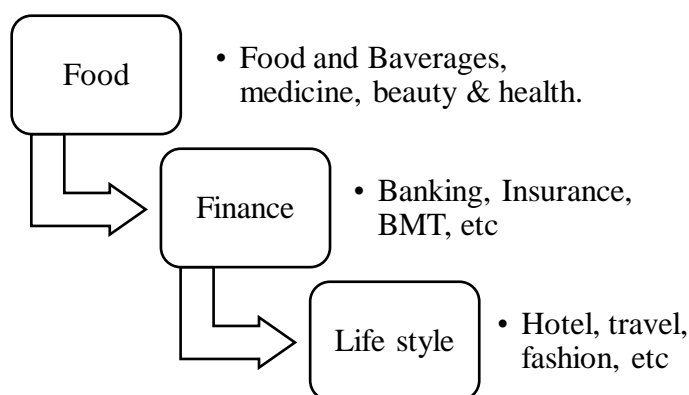 Food
• Food and Baverages,
medicine, beauty & health.
Finance
• Banking, Insurance,
BMT, etc
Life style
• Hotel, travel,
fashion, etc